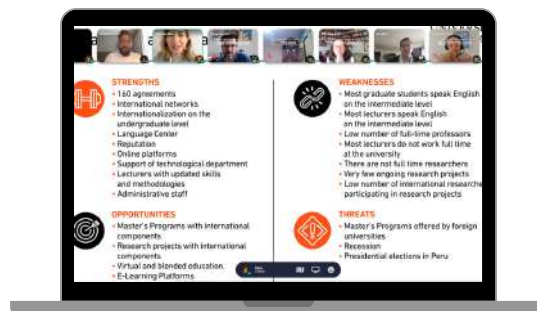 STRENGTHS
• 160 agreements
• International networks
• Internationalization on the
undergraduate level
• Language Center
• Reputation
• Online platforms
• Support of technological department
• Lecturers with updated skills
and methodologies
• Administrative staff
WEAKNESSES
• Most graduate students speak English
on the intermediate level
• Most lecturers speak English
on the intermediate level
• Low number of full-time professors
• Most lecturers do not work full time
at the university
• There are not full time researchers
• Very few ongoing research projects
• Low number of international researche
participating in research projects
OPPORTUNITIES
• Master's Programs with international
components
• Research projects with international
components
• Virtual and blended education.
• E-Learning Platforms
THREATS
• Master's Programs offered by foreign
universities
• Recession
• Presidential elections in Peru